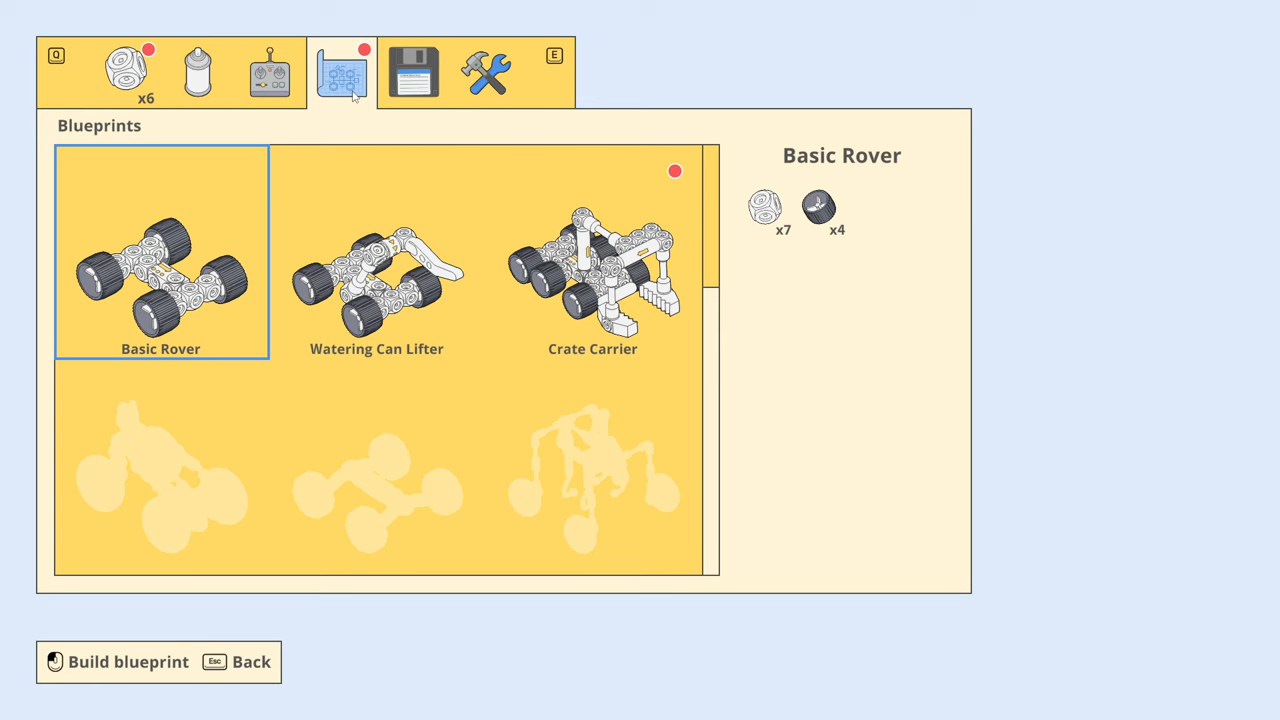 Q
E
x6
Blueprints
Basic Rover
x7
x4
Basic Rover
Watering Can Lifter
Crate Carrier
Build blueprint
Esc
Back